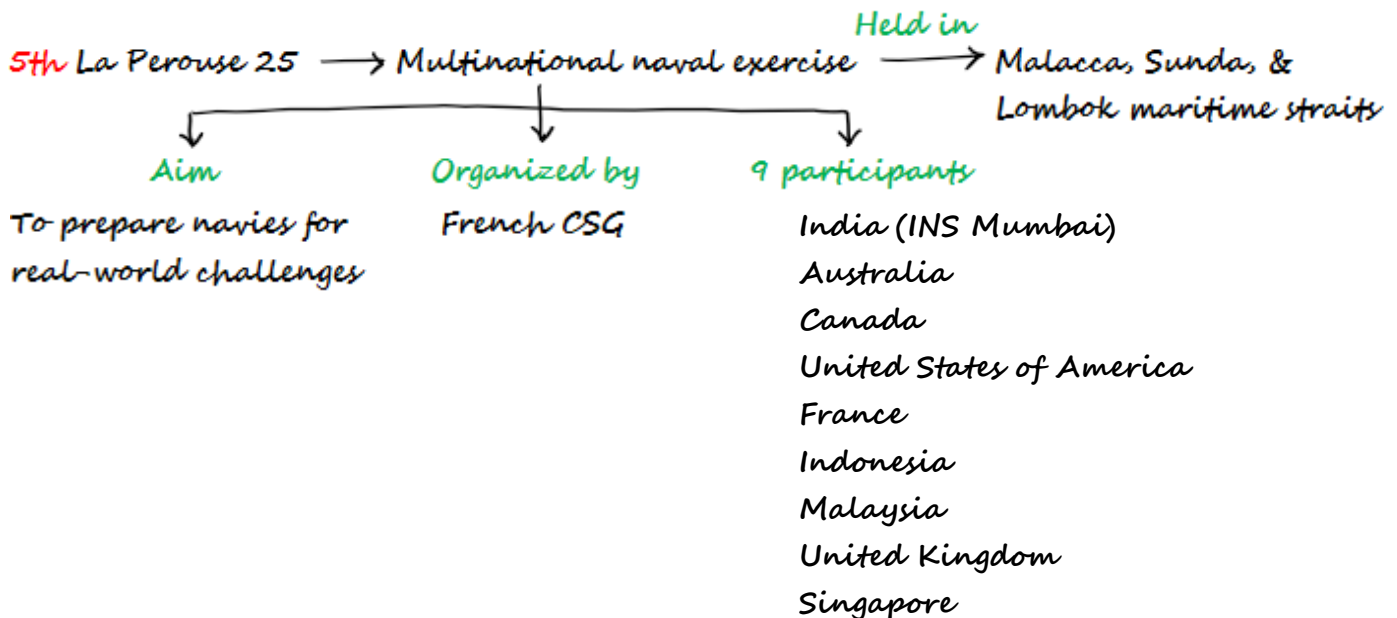 Held in
5th La Perouse 25 Multinational naval exercise Malacca, Sunda, &
Lombok maritime straits
Aim Organized by 9 participants
To prepare navies for French CSG India (INS Mumbai)
real-world challenges Australia
Canada
United States of America
France
Indonesia
Malaysia
United Kingdom
Singapore